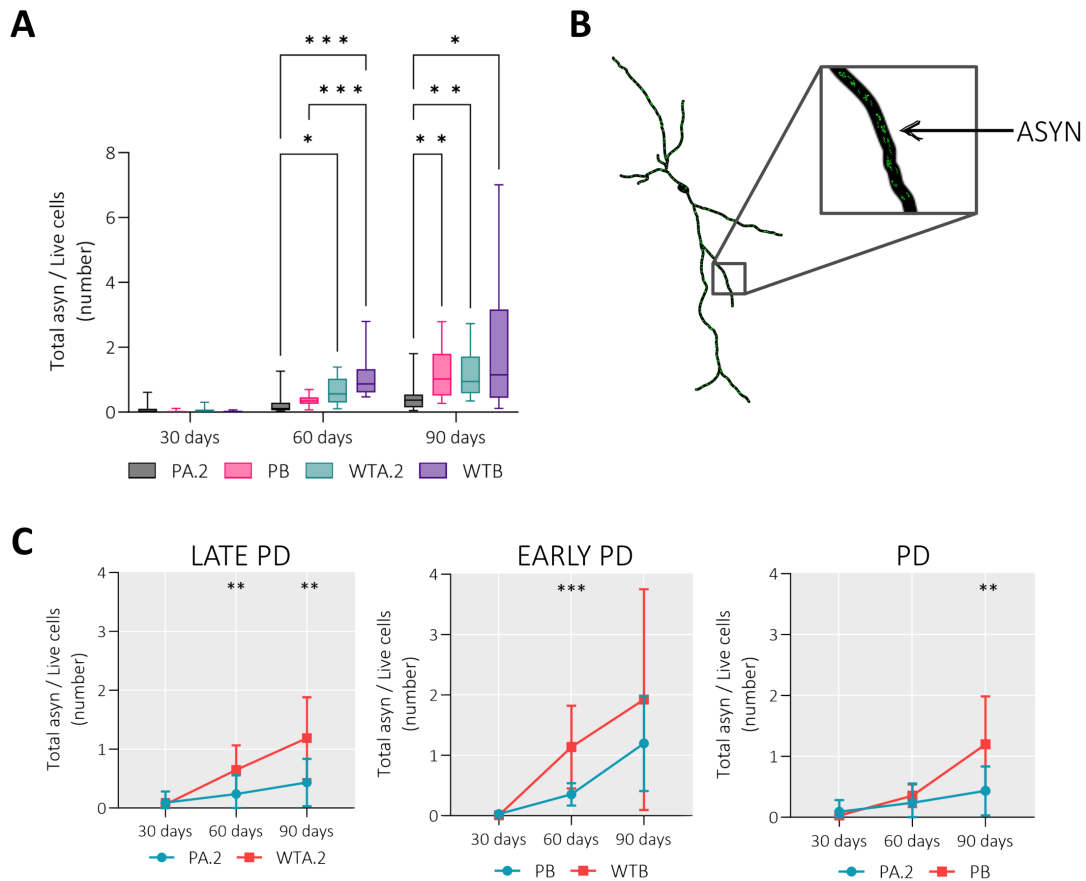 A
B
* * *
*
* * *
* *
*
* *
8
6
4
2
0
Total asyn / Live cells
(number)
30 days
60 days
90 days
PA.2
PB
WTA.2
WTB
ASYN
C
LATE PD
4
3
2
1
0
**
**
Total asyn / Live cells
(number)
30 days
60 days
90 days
PA.2
WTA.2
EARLY PD
4
3
2
1
0
***
Total asyn / Live cells
(number)
30 days
60 days
90 days
PB
WTB
PD
4
3
2
1
0
**
Total asyn / Live cells
(number)
30 days
60 days
90 days
PA.2
PB